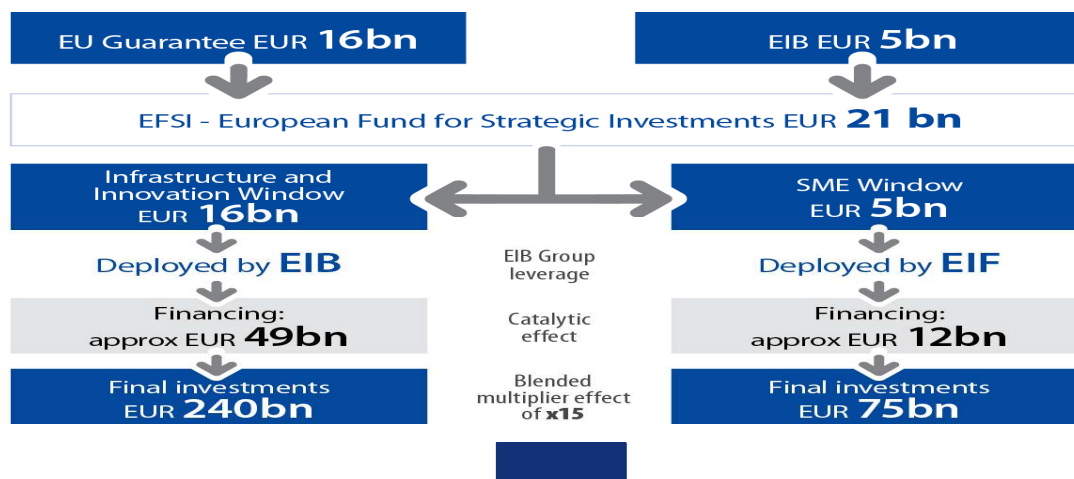 EU Guarantee EUR 16bn
EIB EUR 5bn
EFSI - European Fund for Strategic Investments EUR 21 bn
Infrastructure and
Innovation Window
EUR 16bn
SME Window
EUR 5bn
Deployed by EIB
EIB Group
leverage
Deployed by EIF
Financing:
approx EUR 49bn
Catalytic
effect
Financing:
approx EUR 12bn
Final investments
EUR 240bn
Blended
multiplier effect
of x15
Final investments
EUR 75bn